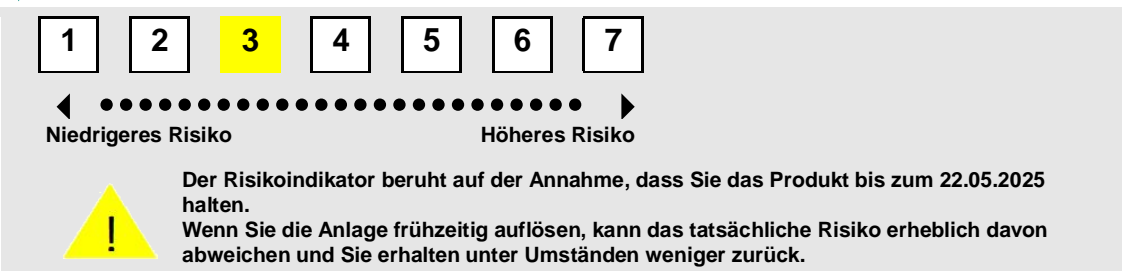 1 2 3 4 5 6 7
Niedrigeres Risiko Höheres Risiko
Der Risikoindikator beruht auf der Annahme, dass Sie das Produkt bis zum 22.05.2025
halten.
Wenn Sie die Anlage frühzeitig auflösen, kann das tatsächliche Risiko erheblich davon
abweichen und Sie erhalten unter Umständen weniger zurück.
!